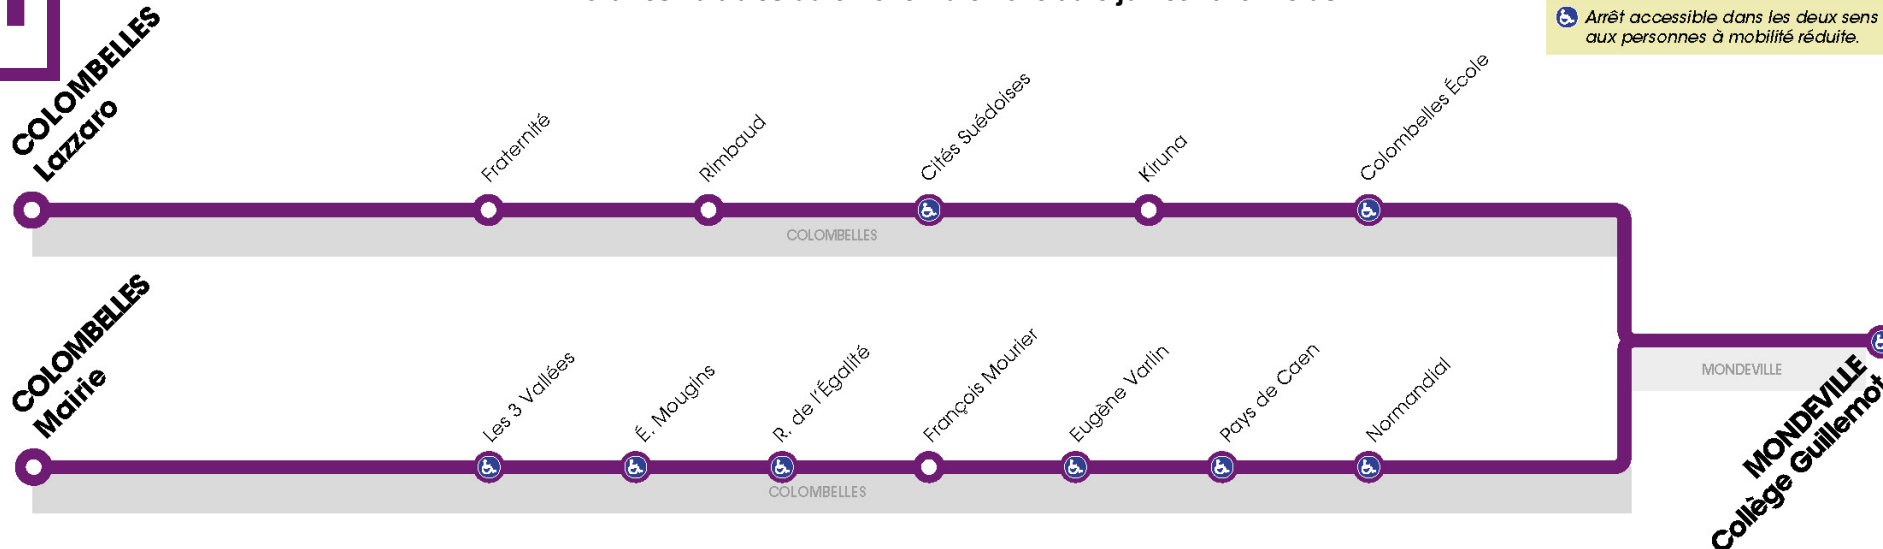 Arrêt accessible dans les deux sens
aux personnes à mobilité réduite.
COLOMBELLES
Lazzaro
Fraternité
Rimbaud
Cités Suédoises
Kiruna
Colombelles École
COLOMBELLES
COLOMBELLES
Mairie
Les 3 Vallées
É. Mougins
R. de l'Égalité
François Mourier
Eugène Varlin
Pays de Caen
Normandial
COLOMBELLES
MONDEVILLE
MONDEVILLE
Collège Guillemot